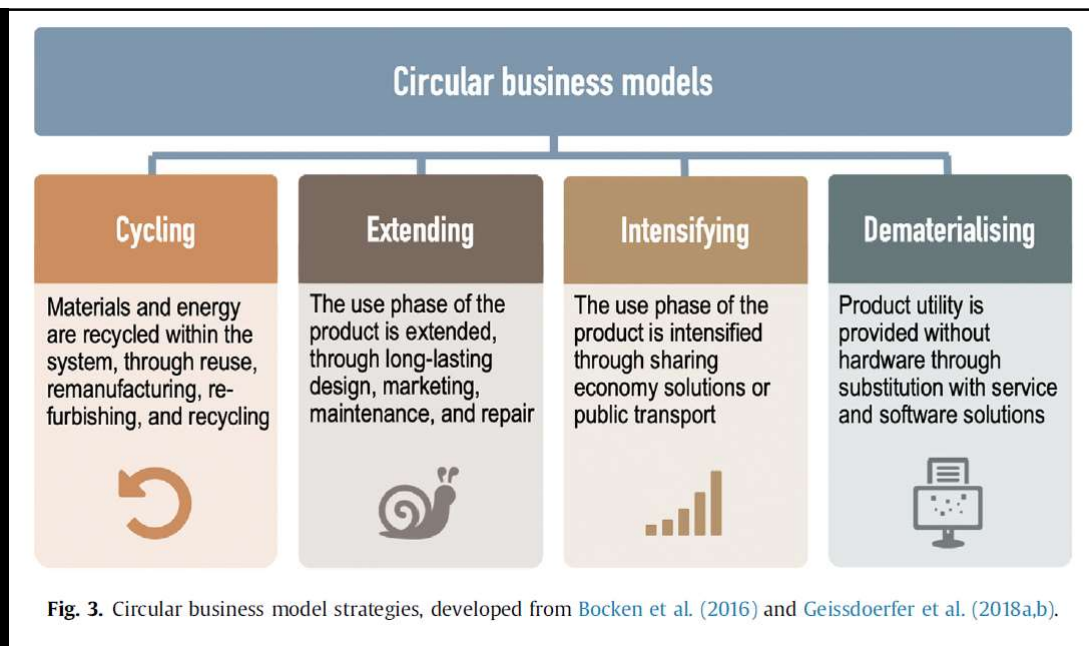 Circular business models
Cycling
Materials and energy
are recycled within the
system, through reuse,
remanufacturing, re-
furbishing, and recycling
Extending
The use phase of the
product is extended,
through long-lasting
design, marketing,
maintenance, and repair
Intensifying
The use phase of the
product is intensified
through sharing
economy solutions or
public transport
Dematerialising
Product utility is
provided without
hardware through
substitution with service
and software solutions
Fig. 3. Circular business model strategies, developed from Bocken et al. (2016) and Geissdoerfer et al. (2018a,b).